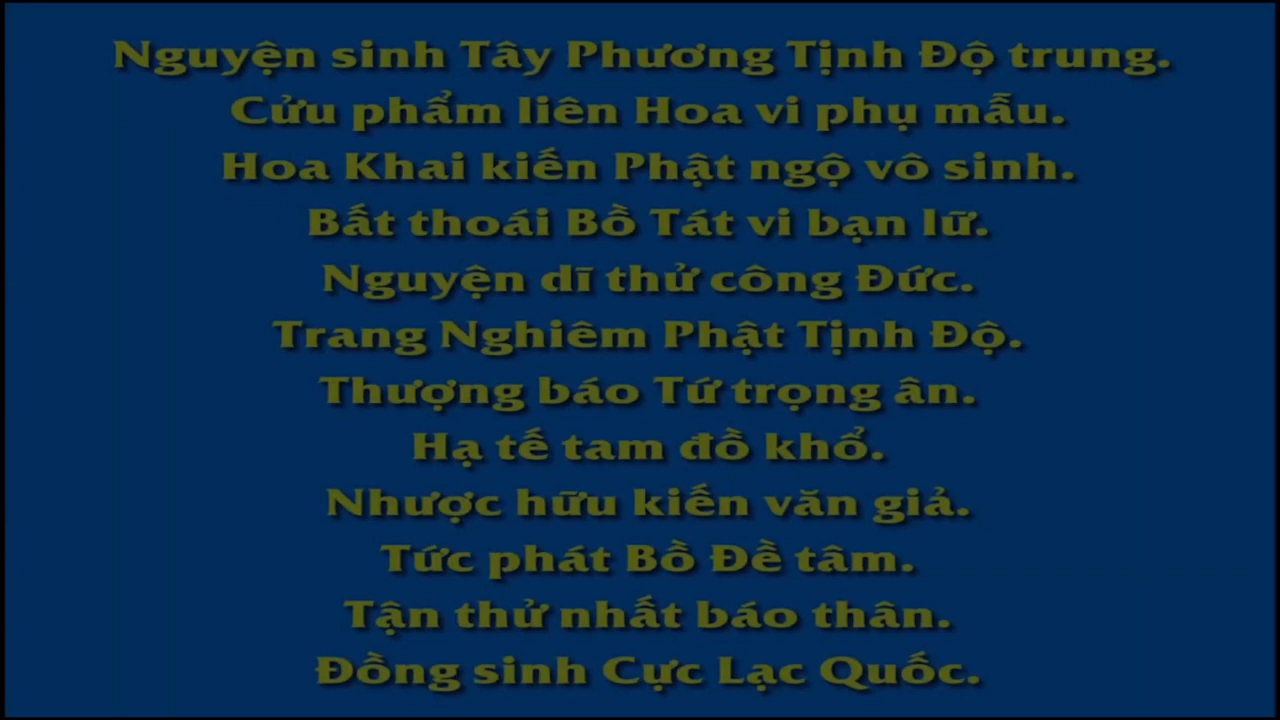 Nguyện sinh Tây Phương Tịnh Độ trung.
Cửu phẩm liên Hoa vi phụ mẫu.
Hoa Khai kiến Phật ngộ vô sinh.
Bất thoái Bồ Tát vi bạn lữ.
Nguyện dĩ thử công Đức.
Trang Nghiêm Phật Tịnh Độ.
Thượng báo Tứ trọng ân.
Hạ tế tam đồ khổ.
Nhược hữu kiến văn giả.
Tức phát Bồ Đề tâm.
Tận thử nhất báo thân.
Đồng sinh Cực Lạc Quốc.